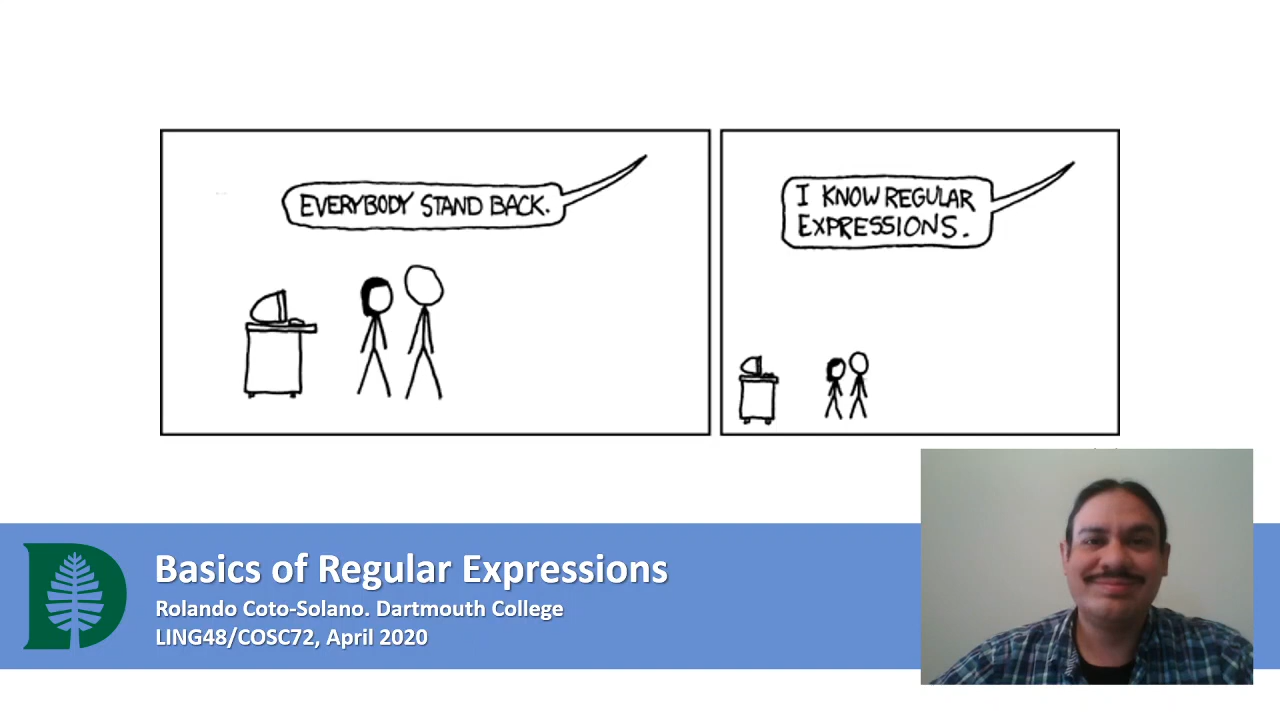 EVERYBODY STAND BACK.
I KNOW REGULAR
EXPRESSIONS.
Basics of Regular Expressions
Rolando Coto-Solano. Dartmouth College
LING48/COSC72, April 2020